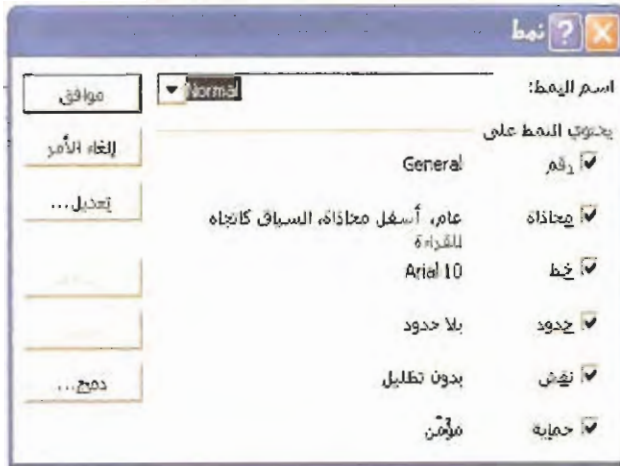 نمط
اسم النمط: Normal
موافق
يحتوي النمط على
إلغاء الأمر
رقم General
تعديل...
محاذاة عام، أسفل محاذاة، السياق كاتجاه
للقراءة
خط Arial 10
حدود بلا حدود
نقش بدون تظليل
دمج...
حماية مؤمّن